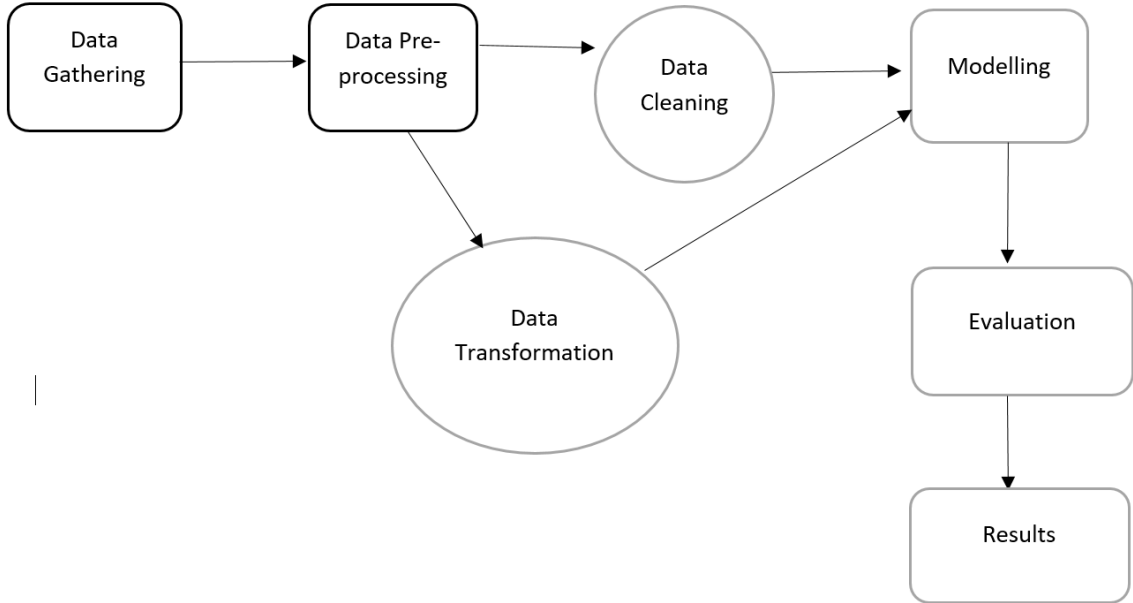 Data
Gathering
Data Pre-
processing
Data
Cleaning
Modelling
Data
Transformation
Evaluation
Results